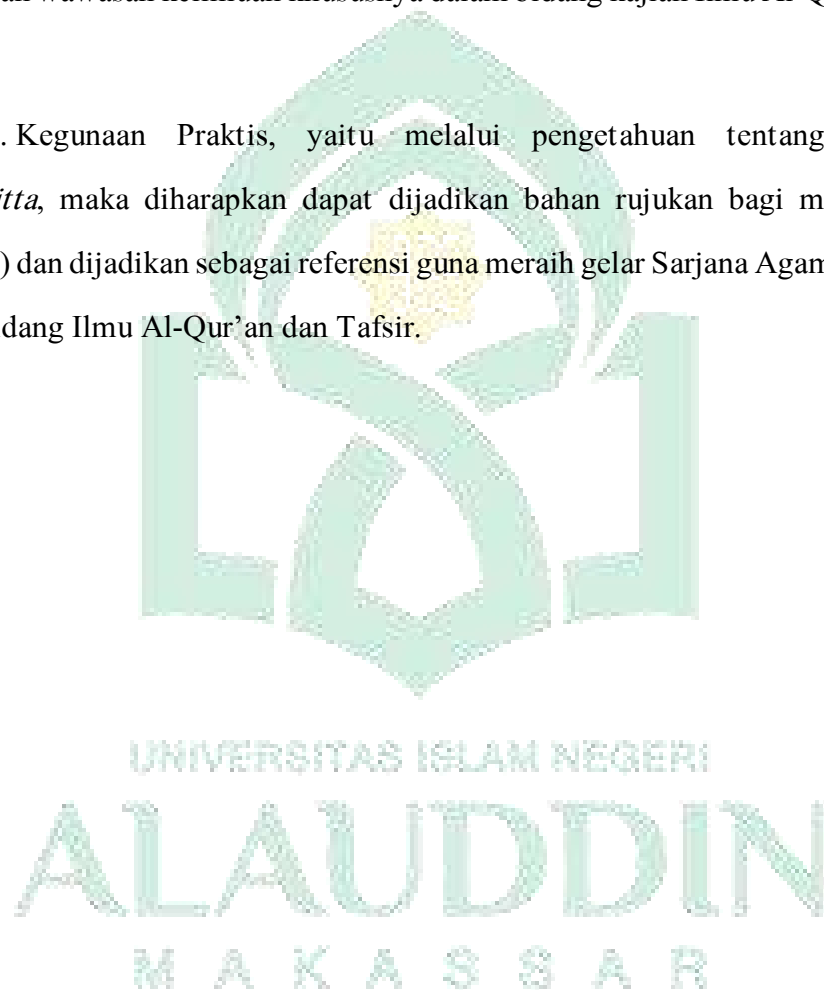 wawasan keilmuan khususnya dalam bidang kajian Ilmu Al-Q
. Kegunaan Praktis, yaitu melalui pengetahuan tentang
itta, maka diharapkan dapat dijadikan bahan rujukan bagi m
) dan dijadikan sebagai referensi guna meraih gelar Sarjana Agam
dang Ilmu Al-Qur’an dan Tafsir.
UNIVERSITAS ISLAM NEGERI
ALAUDDIN
MAKASSAR